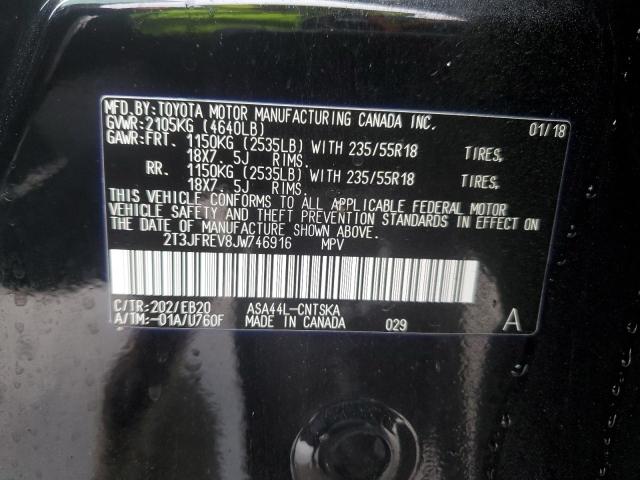 MFD.BY:TOYOTA MOTOR MANUFACTURING CANADA INC.
GVWR:2105KG (4640LB) 01/18
GAWR:FRT. 1150KG (2535LB) WITH 235/55R18 TIRES,
18X7. 5J RIMS.
RR. 1150KG (2535LB) WITH 235/55R18 TIRES,
18X7. 5J RIMS.
THIS VEHICLE CONFORMS TO ALL APPLICABLE FEDERAL MOTOR
VEHICLE SAFETY AND THEFT PREVENTION STANDARDS IN EFFECT ON
THE DATE OF MANUFACTURE SHOWN ABOVE.
2T3JFREV8JW746916 MPV
C/TR:202/EB20 ASA44L-CNTSKA
A/TM:-01A/U760F MADE IN CANADA 029 A